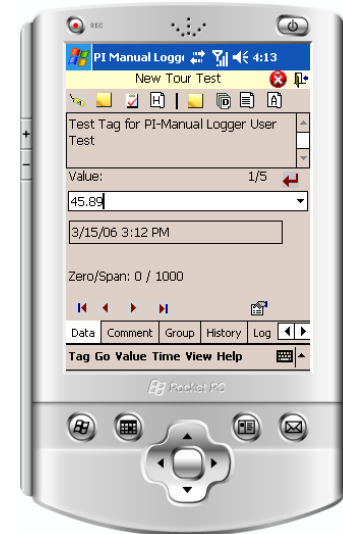 REC
PI Manual Logge 4:13
New Tour Test
H D A
Test Tag for PI-Manual Logger User
Test
Value: 1/5
45.89
3/15/06 3:12 PM
Zero/Span: 0 / 1000
Data Comment Group History Log
Tag Go Value Time View Help
Pocket PC